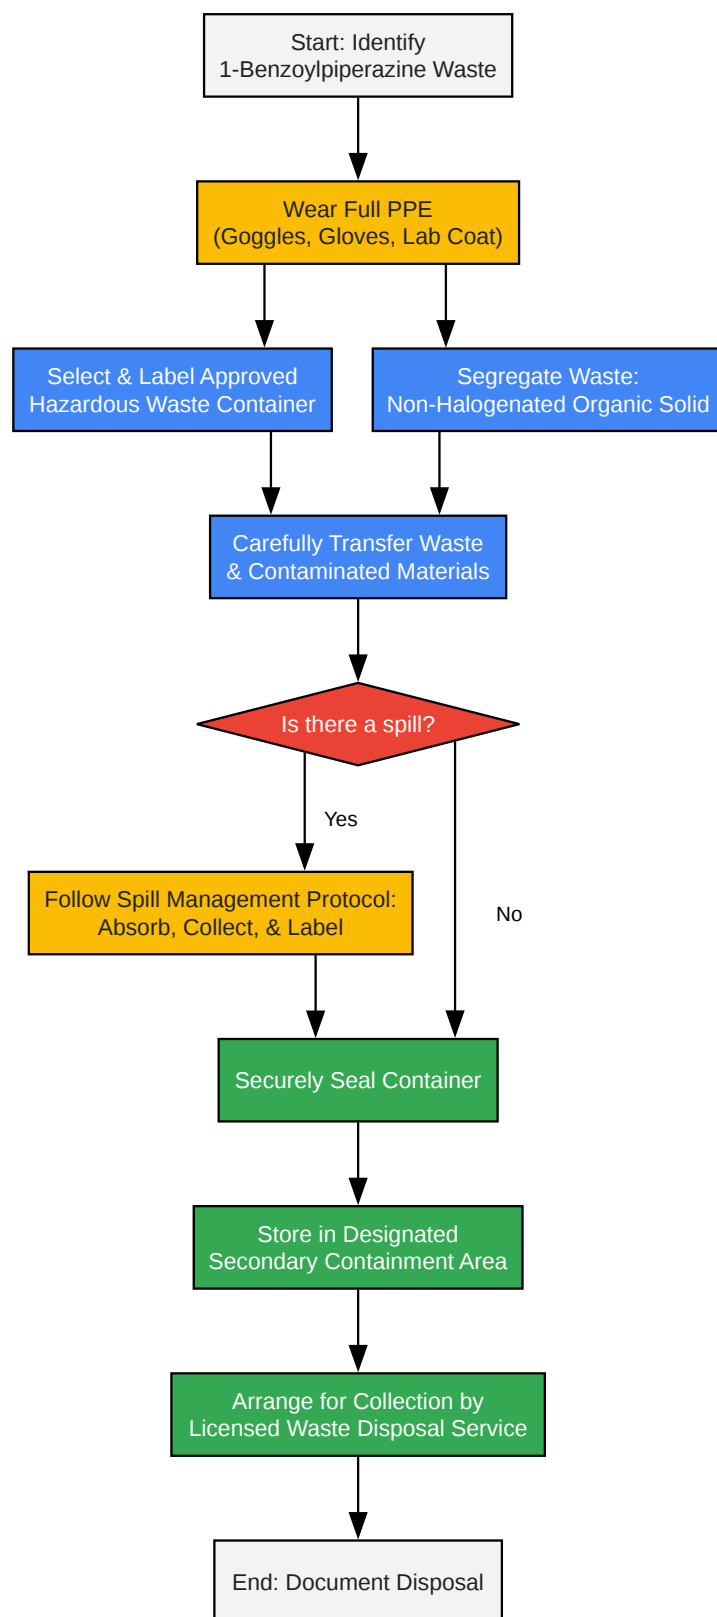 Start: Identify
1-Benzoylpiperazine Waste
Wear Full PPE
(Goggles, Gloves, Lab Coat)
Select & Label Approved
Hazardous Waste Container
Segregate Waste:
Non-Halogenated Organic Solid
Carefully Transfer Waste
& Contaminated Materials
Is there a spill?
Yes
Follow Spill Management Protocol:
Absorb, Collect, & Label
No
Securely Seal Container
Store in Designated
Secondary Containment Area
Arrange for Collection by
Licensed Waste Disposal Service
End: Document Disposal